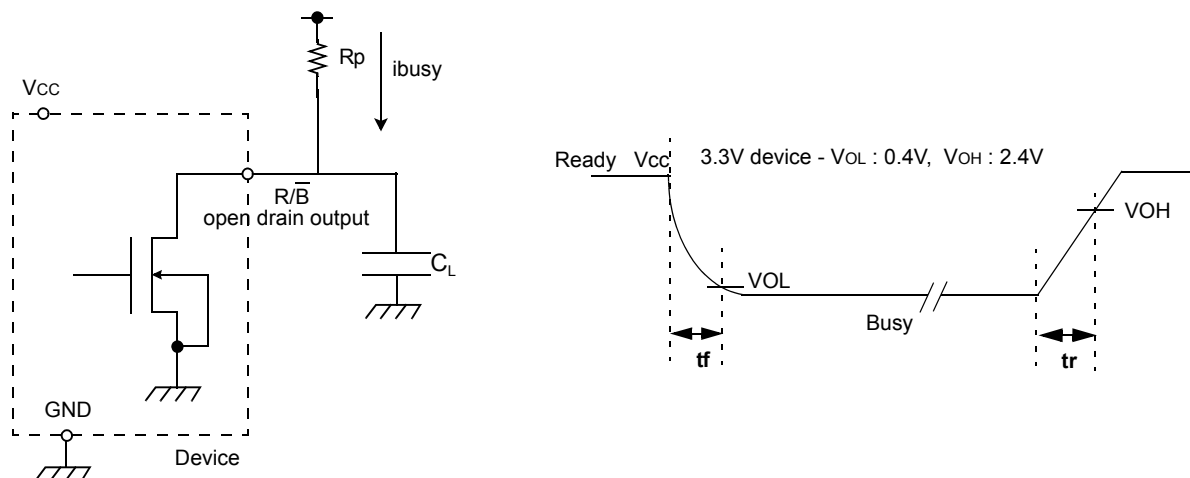 Rp
ibusy
VCC
R/B̅
open drain output
CL
GND
Device
Ready Vcc
3.3V device - VOL : 0.4V, VOH : 2.4V
VOH
VOL
Busy
tf
tr